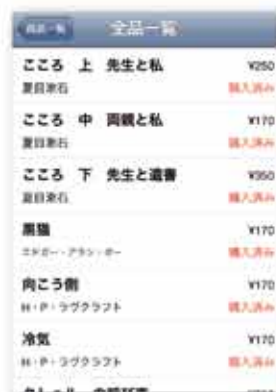 全品一覧
こころ 上 先生と私
¥250
夏目漱石
購入済み
こころ 中 両親と私
¥170
夏目漱石
購入済み
こころ 下 先生と遺書
¥350
夏目漱石
購入済み
黒猫
¥170
エドガー・アラン・ポー
購入済み
向こう側
¥170
H・P・ラヴクラフト
購入済み
冷気
¥170
H・P・ラヴクラフト
購入済み